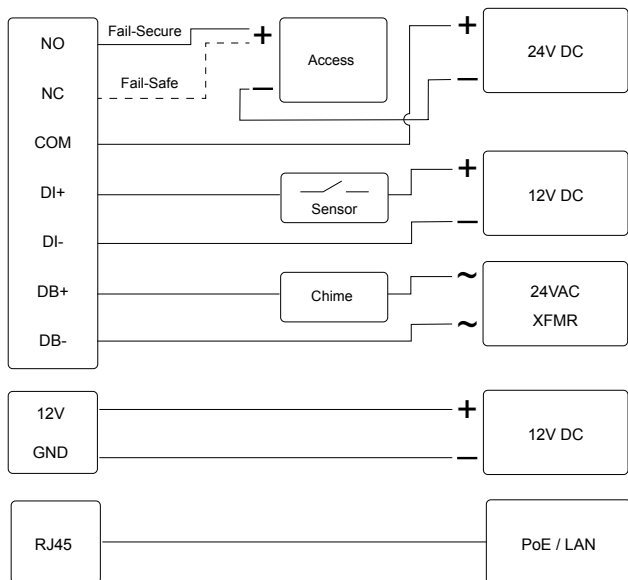 NO
Fail-Secure
+
Access
+
24V DC
NC
Fail-Safe
−
−
COM
DI+
Sensor
+
12V DC
DI-
−
DB+
Chime
~
24VAC
XFMR
DB-
~
12V
+
12V DC
GND
−
RJ45
PoE / LAN